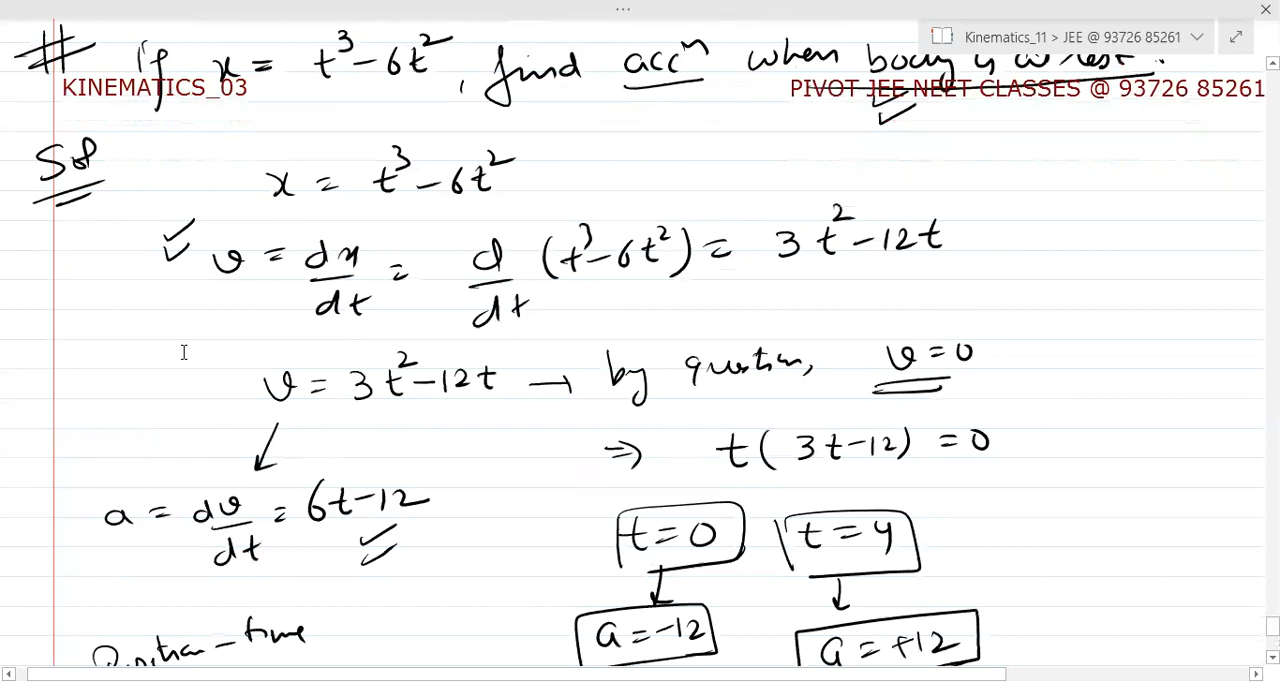 ...
Kinematics_11 > JEE @ 93726 85261
# if x = t³ - 6t², find accⁿ when body is at rest.
KINEMATICS_03
PIVOT JEE NEET CLASSES @ 93726 85261
Sol
x = t³ - 6t²
v = dx/dt = d/dt (t³ - 6t²) = 3t² - 12t
v = 3t² - 12t → by question, v = 0
⇒ t(3t - 12) = 0
a = dv/dt = 6t - 12
t = 0 t = 4
a = -12 a = +12
Position - time